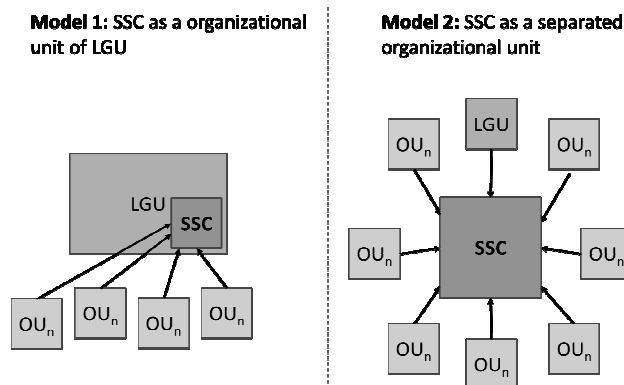 Model 1: SSC as a organizational
unit of LGU
LGU
SSC
OUn
OUn
OUn
OUn
Model 2: SSC as a separated
organizational unit
LGU
OUn
OUn
OUn
SSC
OUn
OUn
OUn
OUn